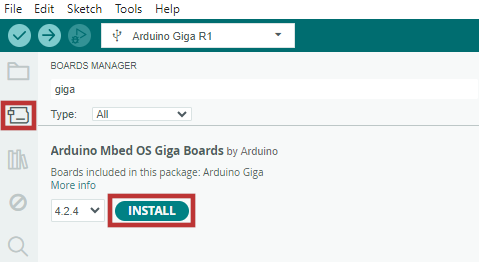 File Edit Sketch Tools Help
Arduino Giga R1
BOARDS MANAGER
giga
Type: All
Arduino Mbed OS Giga Boards by Arduino
Boards included in this package: Arduino Giga
More info
4.2.4 INSTALL